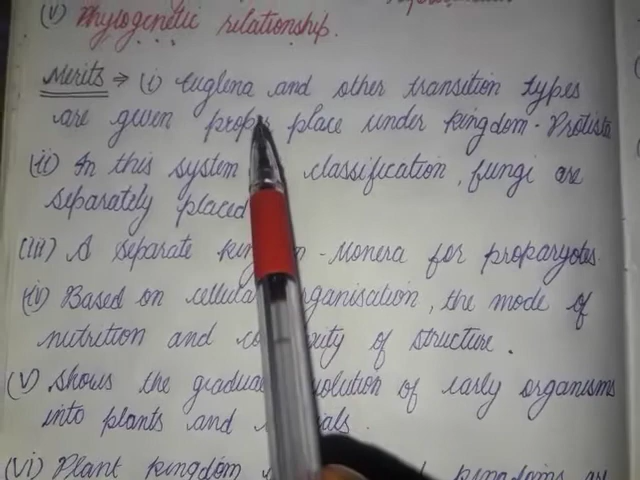 (v) Phylogenetic relationship.
Merits → (i) Euglena and other transition types
are given proper place under kingdom - Protista
(ii) In this system classification, fungi are
separately placed
(iii) A separate - Monera for prokaryotes.
(iv) Based on cellular organisation, the mode of
nutrition and of structure.
(v) Shows the gradual evolution of early organisms
into plants and
(vi) Plant kingdom